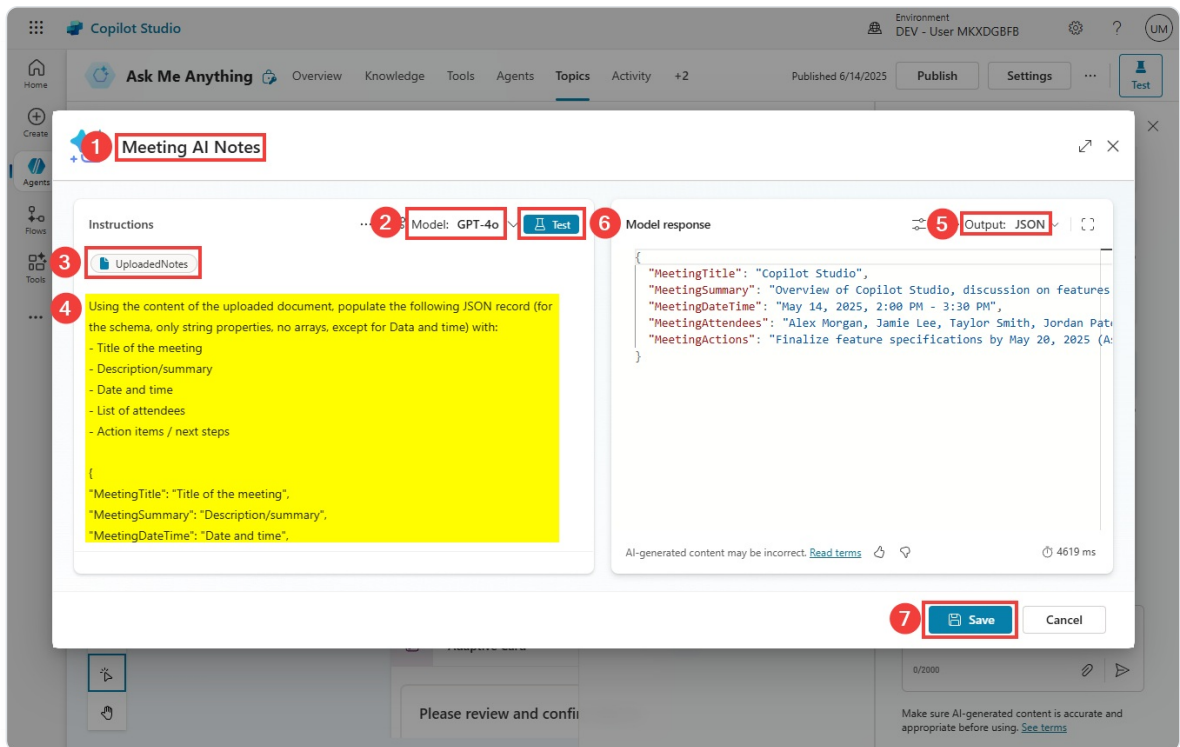 Copilot Studio
Environment
DEV - User MKXDGBFB
?
UM
Home
Ask Me Anything
Overview Knowledge Tools Agents Topics Activity +2
Published 6/14/2025
Publish
Settings
...
Test
Create
Agents
Flows
Tools
...
1 Meeting AI Notes
Instructions
...
2 Model: GPT-4o
Test
6
3 UploadedNotes
4 Using the content of the uploaded document, populate the following JSON record (for
the schema, only string properties, no arrays, except for Data and time) with:
- Title of the meeting
- Description/summary
- Date and time
- List of attendees
- Action items / next steps
{
"MeetingTitle": "Title of the meeting",
"MeetingSummary": "Description/summary",
"MeetingDateTime": "Date and time",
Model response
5 Output: JSON
{
"MeetingTitle": "Copilot Studio",
"MeetingSummary": "Overview of Copilot Studio, discussion on features
"MeetingDateTime": "May 14, 2025, 2:00 PM - 3:30 PM",
"MeetingAttendees": "Alex Morgan, Jamie Lee, Taylor Smith, Jordan Pat
"MeetingActions": "Finalize feature specifications by May 20, 2025 (A
}
AI-generated content may be incorrect. Read terms
4619 ms
7 Save
Cancel
Please review and confi
0/2000
Make sure AI-generated content is accurate and
appropriate before using. See terms